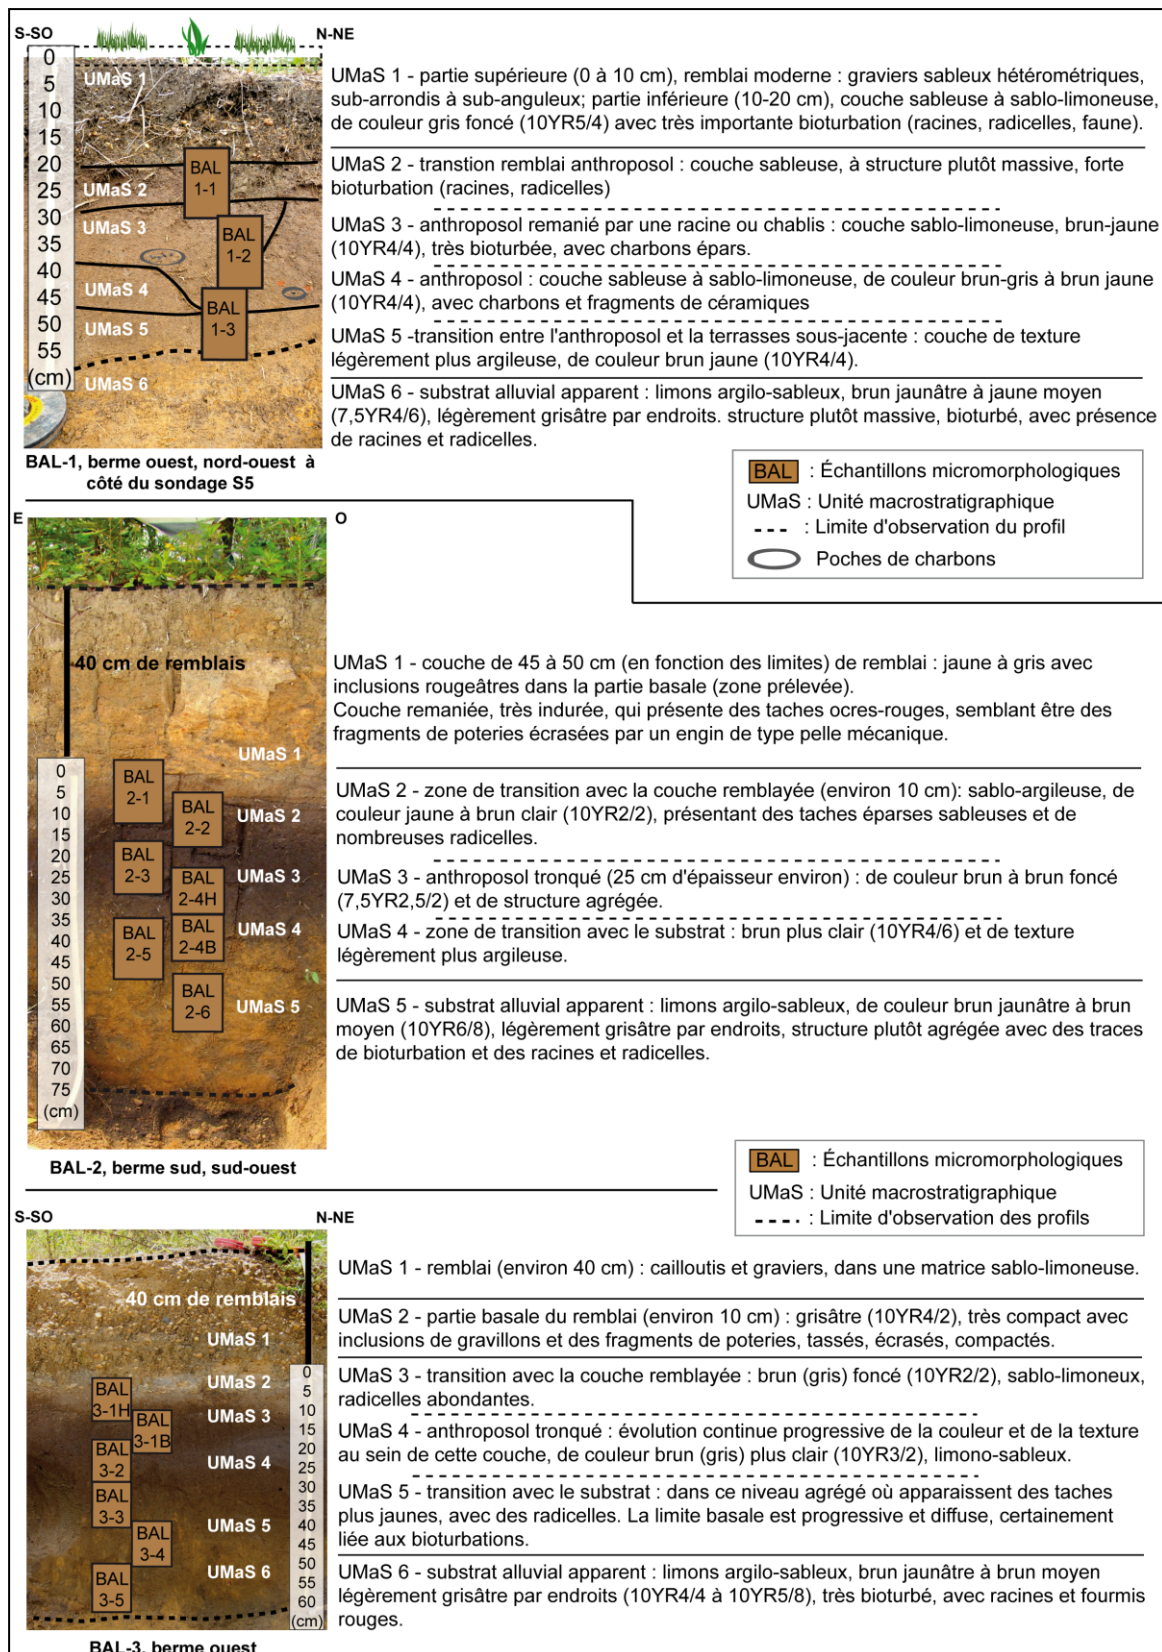 S-SO
N-NE
0
5
10
15
20
25
30
35
40
45
50
55
(cm)
UMaS 1
UMaS 2
UMaS 3
UMaS 4
UMaS 5
UMaS 6
BAL
1-1
BAL
1-2
BAL
1-3
BAL-1, berme ouest, nord-ouest à
côté du sondage S5
UMaS 1 - partie supérieure (0 à 10 cm), remblai moderne : graviers sableux hétérométriques,
sub-arrondis à sub-anguleux; partie inférieure (10-20 cm), couche sableuse à sablo-limoneuse,
de couleur gris foncé (10YR5/4) avec très importante bioturbation (racines, radicelles, faune).
UMaS 2 - transtion remblai anthroposol : couche sableuse, à structure plutôt massive, forte
bioturbation (racines, radicelles)
UMaS 3 - anthroposol remanié par une racine ou chablis : couche sablo-limoneuse, brun-jaune
(10YR4/4), très bioturbée, avec charbons épars.
UMaS 4 - anthroposol : couche sableuse à sablo-limoneuse, de couleur brun-gris à brun jaune
(10YR4/4), avec charbons et fragments de céramiques
UMaS 5 -transition entre l'anthroposol et la terrasses sous-jacente : couche de texture
légèrement plus argileuse, de couleur brun jaune (10YR4/4).
UMaS 6 - substrat alluvial apparent : limons argilo-sableux, brun jaunâtre à jaune moyen
(7,5YR4/6), légèrement grisâtre par endroits. structure plutôt massive, bioturbé, avec présence
de racines et radicelles.
BAL : Échantillons micromorphologiques
UMaS : Unité macrostratigraphique
: Limite d'observation du profil
Poches de charbons
E
O
40 cm de remblais
0
5
10
15
20
25
30
35
40
45
50
55
60
65
70
75
(cm)
UMaS 1
UMaS 2
UMaS 3
UMaS 4
UMaS 5
BAL
2-1
BAL
2-2
BAL
2-3
BAL
2-4H
BAL
2-4B
BAL
2-5
BAL
2-6
BAL-2, berme sud, sud-ouest
UMaS 1 - couche de 45 à 50 cm (en fonction des limites) de remblai : jaune à gris avec
inclusions rougeâtres dans la partie basale (zone prélevée).
Couche remaniée, très indurée, qui présente des taches ocres-rouges, semblant être des
fragments de poteries écrasées par un engin de type pelle mécanique.
UMaS 2 - zone de transition avec la couche remblayée (environ 10 cm): sablo-argileuse, de
couleur jaune à brun clair (10YR2/2), présentant des taches éparses sableuses et de
nombreuses radicelles.
UMaS 3 - anthroposol tronqué (25 cm d'épaisseur environ) : de couleur brun à brun foncé
(7,5YR2,5/2) et de structure agrégée.
UMaS 4 - zone de transition avec le substrat : brun plus clair (10YR4/6) et de texture
légèrement plus argileuse.
UMaS 5 - substrat alluvial apparent : limons argilo-sableux, de couleur brun jaunâtre à brun
moyen (10YR6/8), légèrement grisâtre par endroits, structure plutôt agrégée avec des traces
de bioturbation et des racines et radicelles.
BAL : Échantillons micromorphologiques
UMaS : Unité macrostratigraphique
: Limite d'observation des profils
S-SO
N-NE
40 cm de remblais
UMaS 1
UMaS 2
UMaS 3
UMaS 4
UMaS 5
UMaS 6
0
5
10
15
20
25
30
35
40
45
50
55
60
(cm)
BAL
3-1H
BAL
3-1B
BAL
3-2
BAL
3-3
BAL
3-4
BAL
3-5
BAL-3, berme ouest
UMaS 1 - remblai (environ 40 cm) : cailloutis et graviers, dans une matrice sablo-limoneuse.
UMaS 2 - partie basale du remblai (environ 10 cm) : grisâtre (10YR4/2), très compact avec
inclusions de gravillons et des fragments de poteries, tassés, écrasés, compactés.
UMaS 3 - transition avec la couche remblayée : brun (gris) foncé (10YR2/2), sablo-limoneux,
radicelles abondantes.
UMaS 4 - anthroposol tronqué : évolution continue progressive de la couleur et de la texture
au sein de cette couche, de couleur brun (gris) plus clair (10YR3/2), limono-sableux.
UMaS 5 - transition avec le substrat : dans ce niveau agrégé où apparaissent des taches
plus jaunes, avec des radicelles. La limite basale est progressive et diffuse, certainement
liée aux bioturbations.
UMaS 6 - substrat alluvial apparent : limons argilo-sableux, brun jaunâtre à brun moyen
légèrement grisâtre par endroits (10YR4/4 à 10YR5/8), très bioturbé, avec racines et fourmis
rouges.